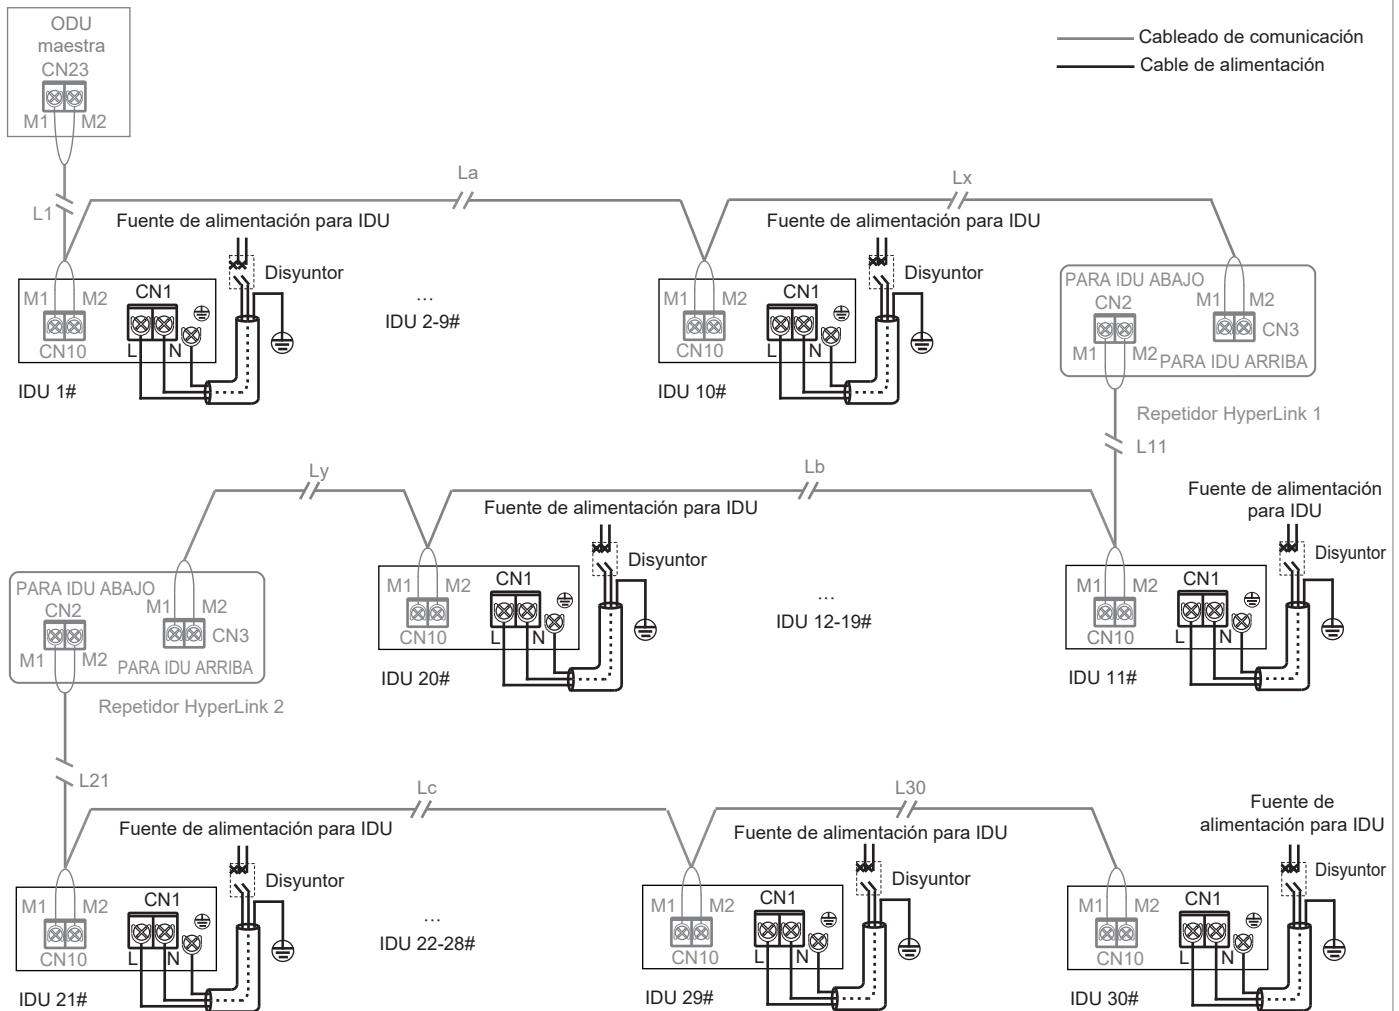 ODU
maestra
CN23
M1 M2
Cableado de comunicación
Cable de alimentación
L1
La
Lx
Fuente de alimentación para IDU
Disyuntor
M1 M2
CN1
CN10
L N
IDU 1#
...
IDU 2-9#
Fuente de alimentación para IDU
Disyuntor
M1 M2
CN1
CN10
L N
IDU 10#
PARA IDU ABAJO
CN2
M1 M2
CN3
M1 M2
PARA IDU ARRIBA
Repetidor HyperLink 1
L11
Ly
Lb
PARA IDU ABAJO
CN2
M1 M2
CN3
M1 M2
PARA IDU ARRIBA
Repetidor HyperLink 2
Fuente de alimentación para IDU
Disyuntor
M1 M2
CN1
CN10
L N
IDU 20#
...
IDU 12-19#
Fuente de alimentación
para IDU
Disyuntor
M1 M2
CN1
CN10
L N
IDU 11#
L21
Lc
L30
Fuente de alimentación para IDU
Disyuntor
M1 M2
CN1
CN10
L N
IDU 21#
...
IDU 22-28#
Fuente de alimentación para IDU
Disyuntor
M1 M2
CN1
CN10
L N
IDU 29#
Fuente de
alimentación para IDU
Disyuntor
M1 M2
CN1
CN10
L N
IDU 30#